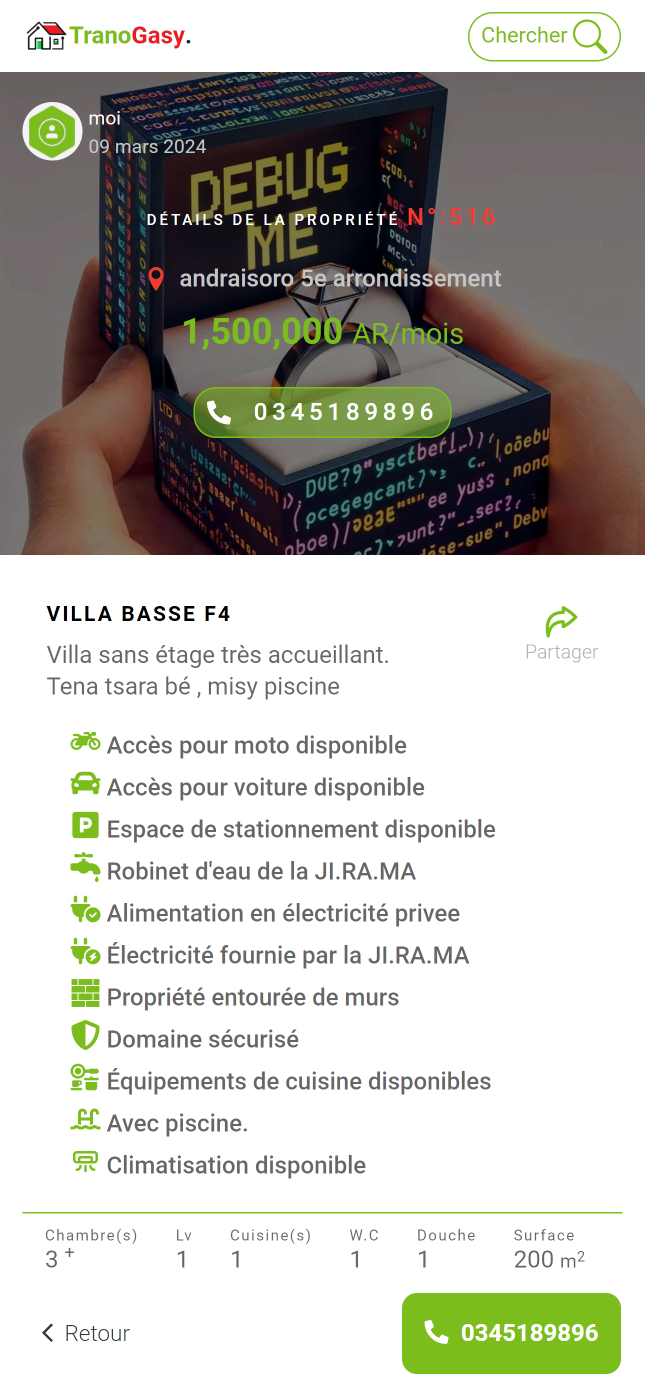 TranoGasy.
Chercher
moi
09 mars 2024
DEBUG
ME
DÉTAILS DE LA PROPRIÉTÉ N°:516
andraisoro 5e arrondissement
1,500,000 AR/mois
0345189896
VILLA BASSE F4
Partager
Villa sans étage très accueillant.
Tena tsara bé , misy piscine
Accès pour moto disponible
Accès pour voiture disponible
Espace de stationnement disponible
Robinet d'eau de la JI.RA.MA
Alimentation en électricité privee
Électricité fournie par la JI.RAMA
Propriété entourée de murs
Domaine sécurisé
Équipements de cuisine disponibles
Avec piscine.
Climatisation disponible
Chambre(s) Lv Cuisine(s) W.C Douche Surface
3 + 1 1 1 1 200 m²
Retour
0345189896